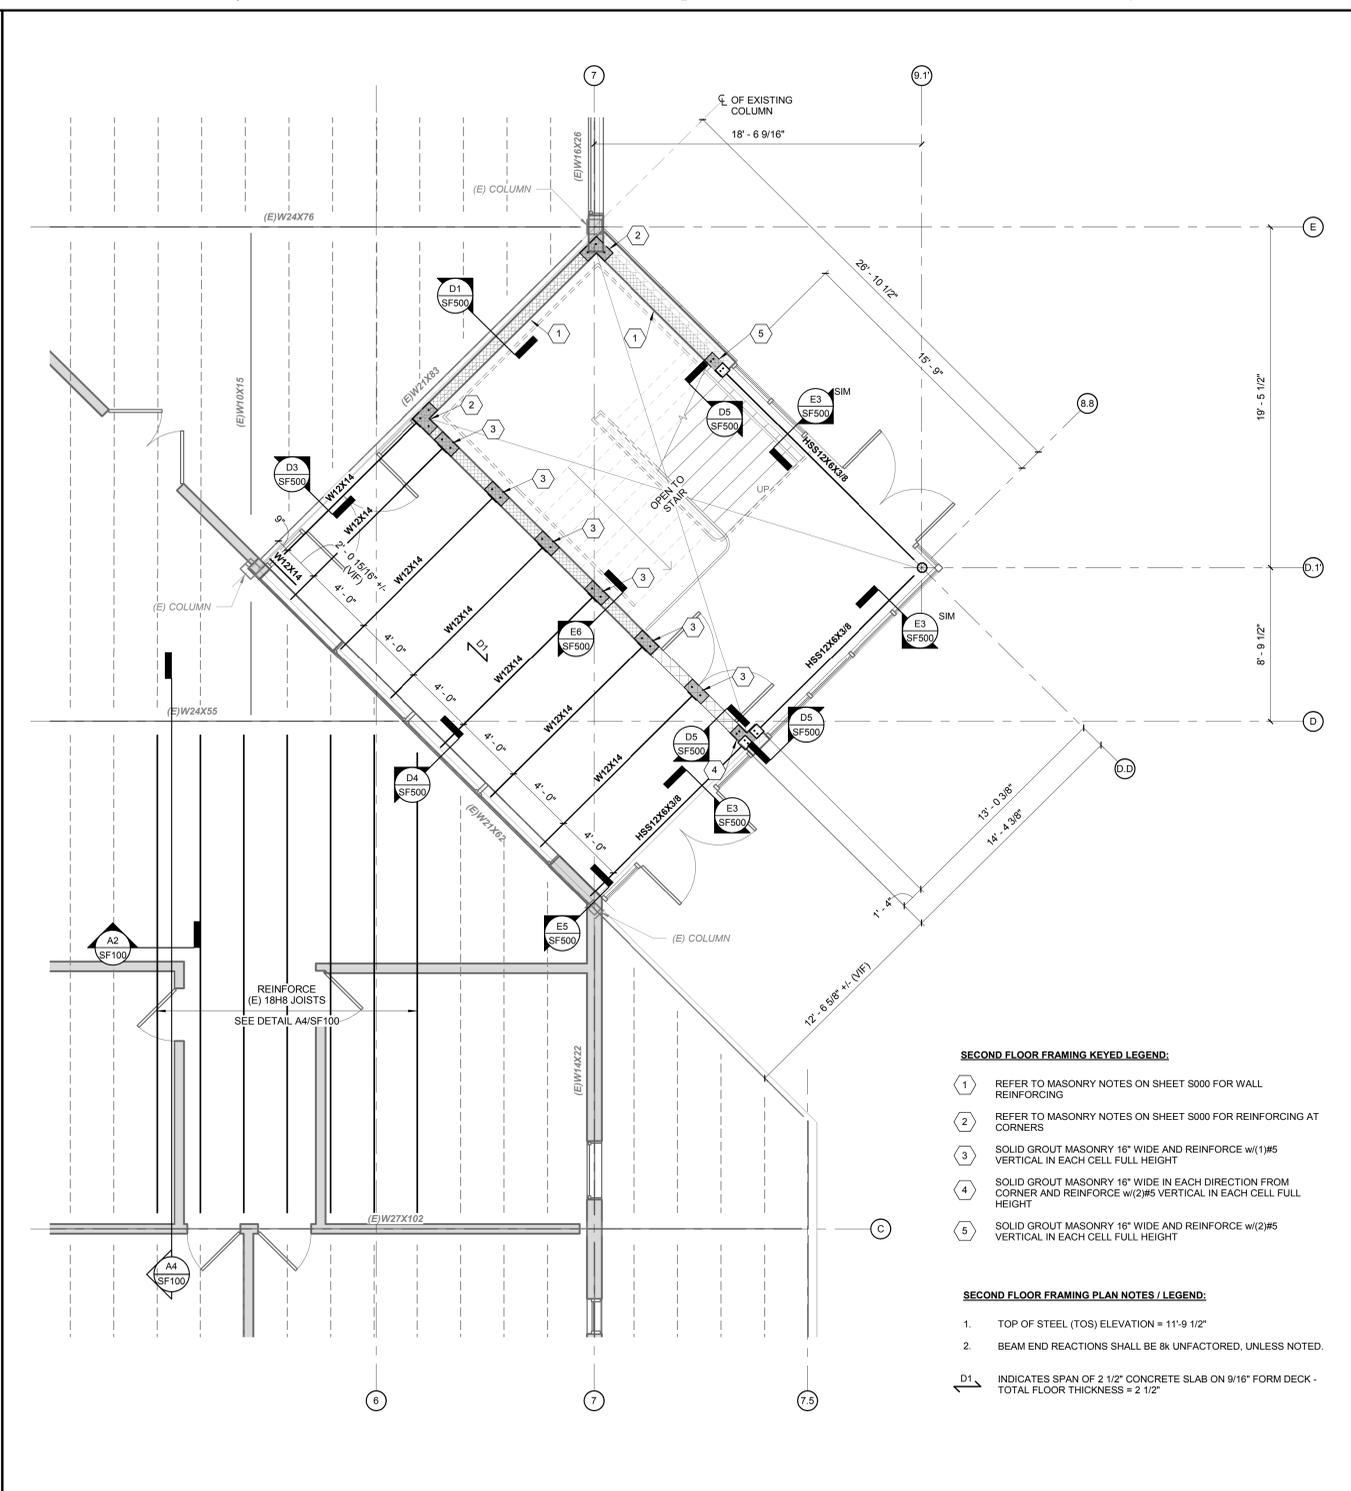 7
9.1'
℄ OF EXISTING
COLUMN
18' - 6 9/16"
(E)W16X26
(E) COLUMN
(E)W24X76
E
2
26' - 10 1/2"
D1
SF500
1
1
5
15' - 9"
19' - 5 1/2"
(E)W10X15
(E)W21X83
E3
SF500
SIM
8.8
2
D5
SF500
3
HSS12X6X3/8
D3
SF500
W12X14
3
OPEN TO
STAIR
UP
9"
W12X14
3
W12X14
2' - 0 15/16" +/-
(VIF)
W12X14
D.1'
4' - 0"
3
(E) COLUMN
W12X14
E3
SF500
SIM
E6
SF500
3
4' - 0"
D1
HSS12X6X3/8
W12X14
8' - 9 1/2"
3
4' - 0"
(E)W24X55
W12X14
D5
SF500
D
4' - 0"
D5
SF500
W12X14
4
D.D
D4
SF500
4' - 0"
E3
SF500
HSS12X6X3/8
13' - 0 3/8"
(E)W21X62
14' - 4 3/8"
4' - 0"
1' - 4"
E5
SF500
(E) COLUMN
A2
SF100
REINFORCE
(E) 18H8 JOISTS
SEE DETAIL A4/SF100
12' - 6 5/8" +/- (VIF)
(E)W14X22
(E)W27X102
C
A4
SF100
6
7
7.5
SECOND FLOOR FRAMING KEYED LEGEND:
1 REFER TO MASONRY NOTES ON SHEET S000 FOR WALL
REINFORCING
2 REFER TO MASONRY NOTES ON SHEET S000 FOR REINFORCING AT
CORNERS
3 SOLID GROUT MASONRY 16" WIDE AND REINFORCE w/(1)#5
VERTICAL IN EACH CELL FULL HEIGHT
4 SOLID GROUT MASONRY 16" WIDE IN EACH DIRECTION FROM
CORNER AND REINFORCE w/(2)#5 VERTICAL IN EACH CELL FULL
HEIGHT
5 SOLID GROUT MASONRY 16" WIDE AND REINFORCE w/(2)#5
VERTICAL IN EACH CELL FULL HEIGHT
SECOND FLOOR FRAMING PLAN NOTES / LEGEND:
1. TOP OF STEEL (TOS) ELEVATION = 11'-9 1/2"
2. BEAM END REACTIONS SHALL BE 8k UNFACTORED, UNLESS NOTED.
D1 INDICATES SPAN OF 2 1/2" CONCRETE SLAB ON 9/16" FORM DECK -
TOTAL FLOOR THICKNESS = 2 1/2"